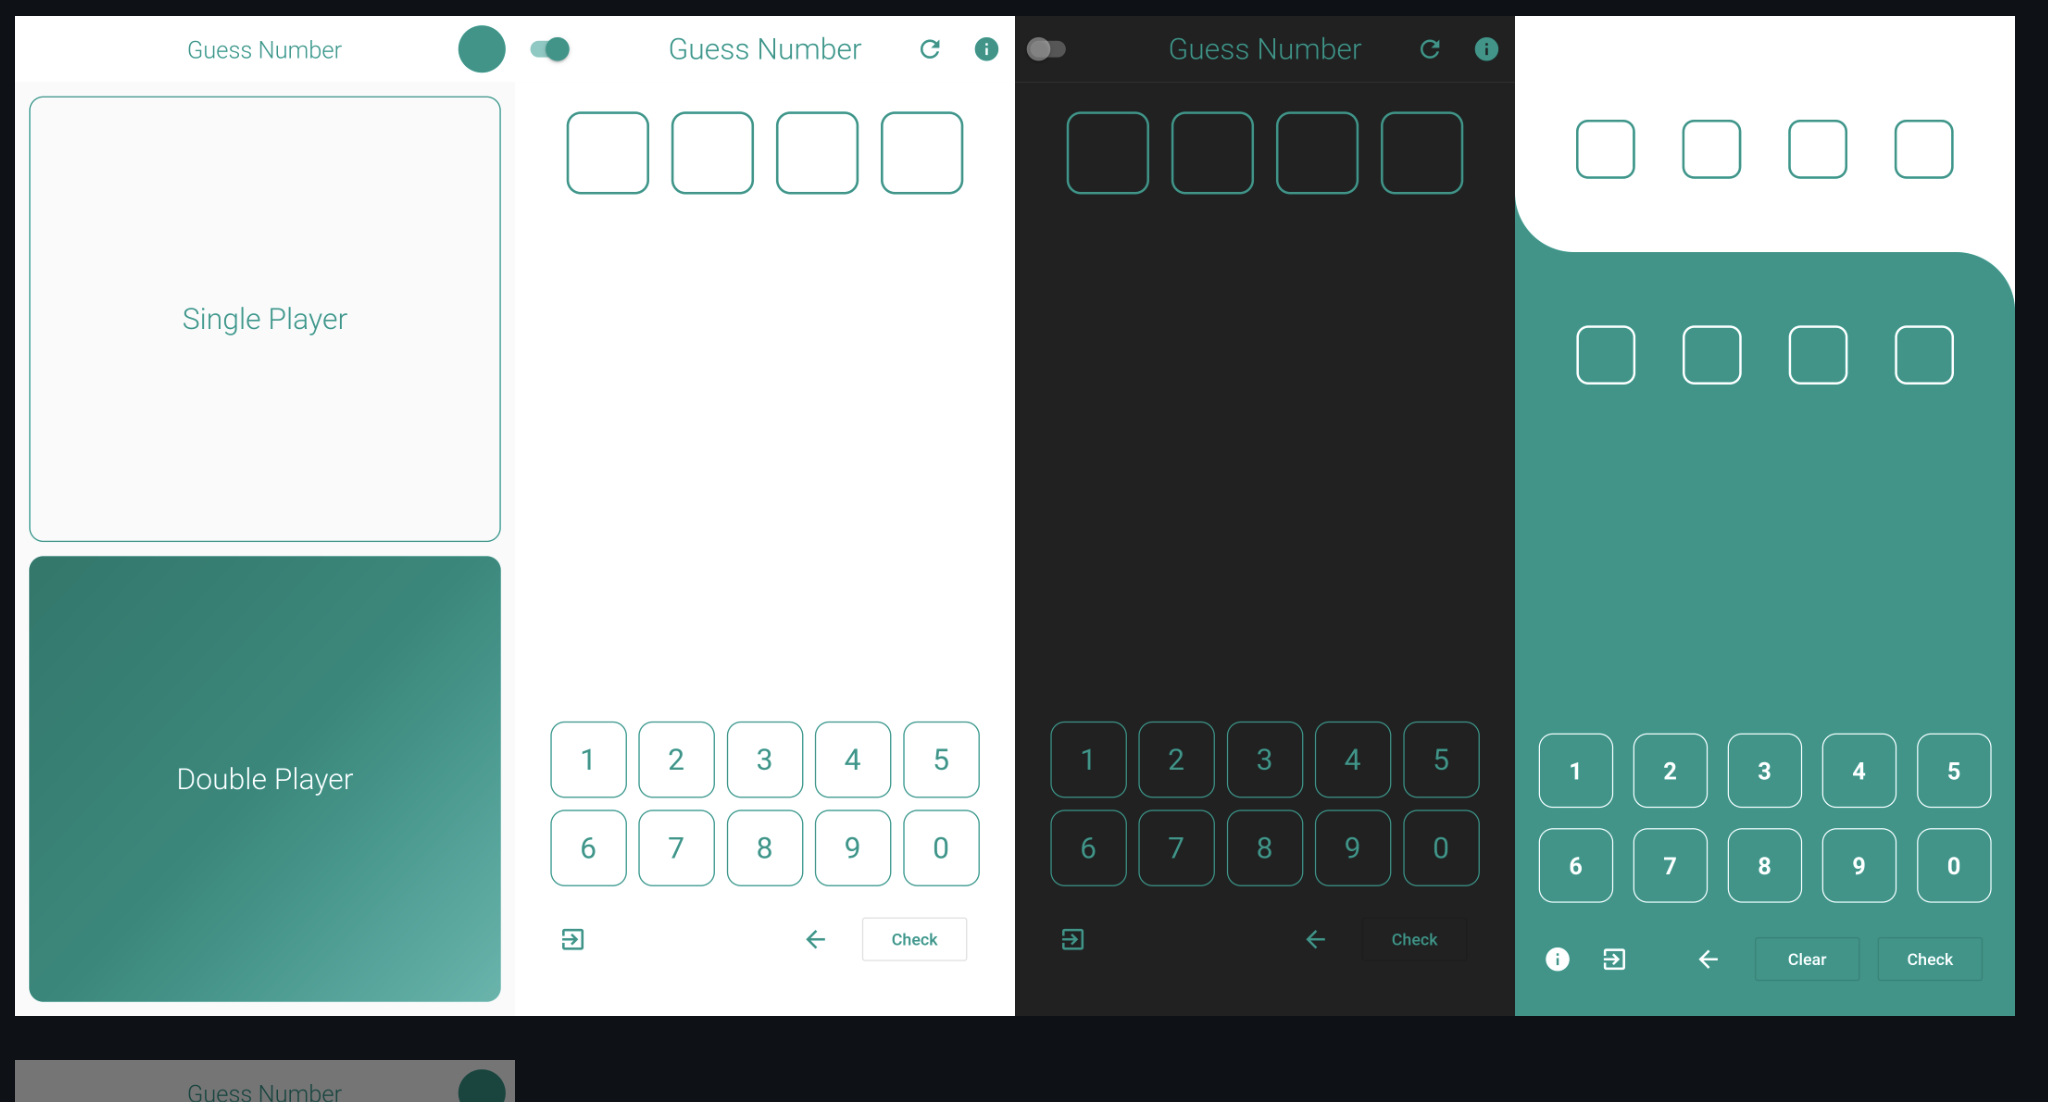 Guess Number
Single Player
Double Player
Guess Number
1 2 3 4 5
6 7 8 9 0
Check
Guess Number
1 2 3 4 5
6 7 8 9 0
Check
1 2 3 4 5
6 7 8 9 0
Clear Check
Guess Number